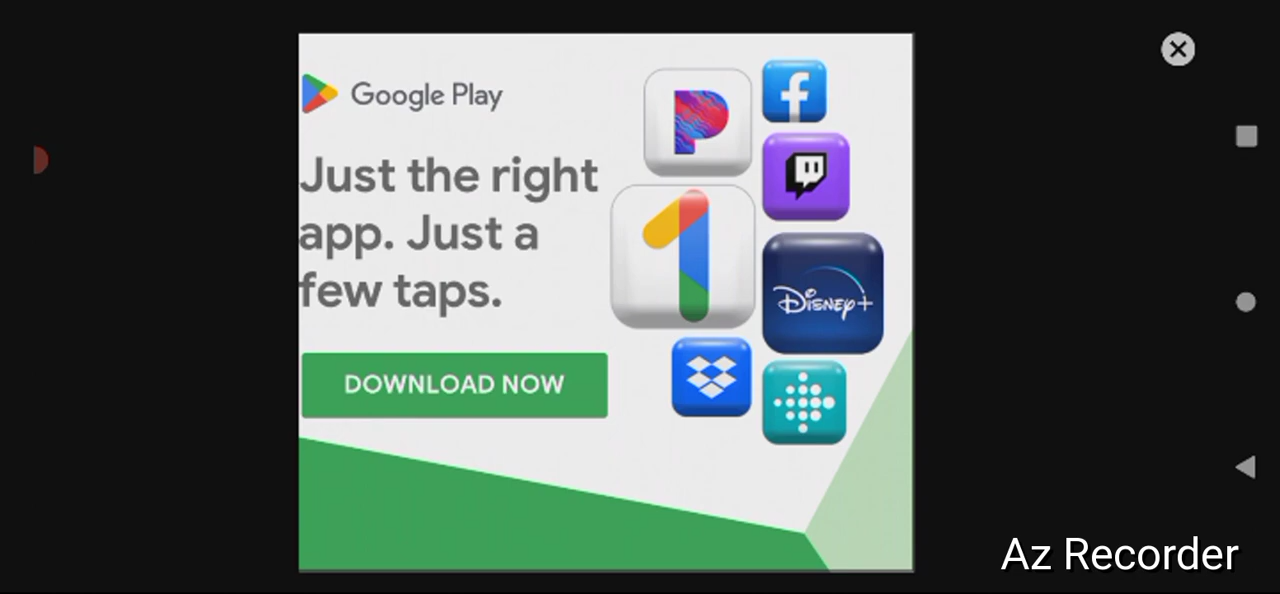 Google Play
Just the right
app. Just a
few taps.
DOWNLOAD NOW
Disney+
Az Recorder